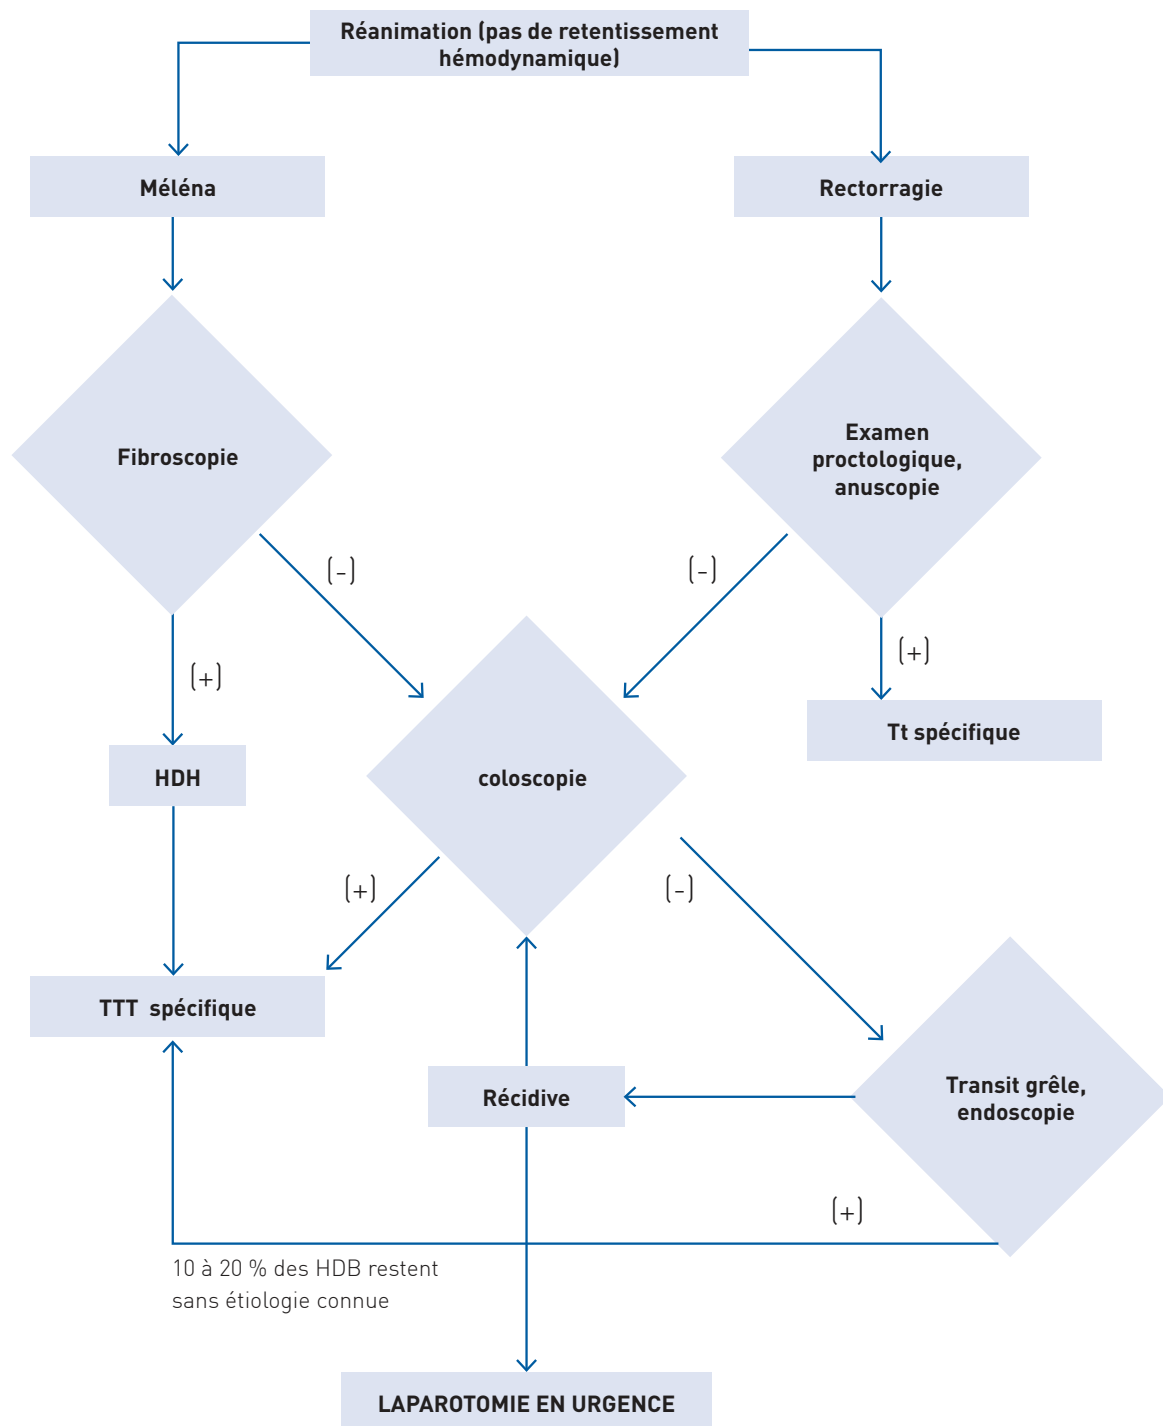 Réanimation (pas de retentissement
hémodynamique)
Méléna
Rectorragie
Fibroscopie
Examen
proctologique,
anuscopie
(-)
(-)
(+)
(+)
Tt spécifique
HDH
coloscopie
(+)
(-)
TTT spécifique
Récidive
Transit grêle,
endoscopie
(+)
10 à 20 % des HDB restent
sans étiologie connue
LAPAROTOMIE EN URGENCE